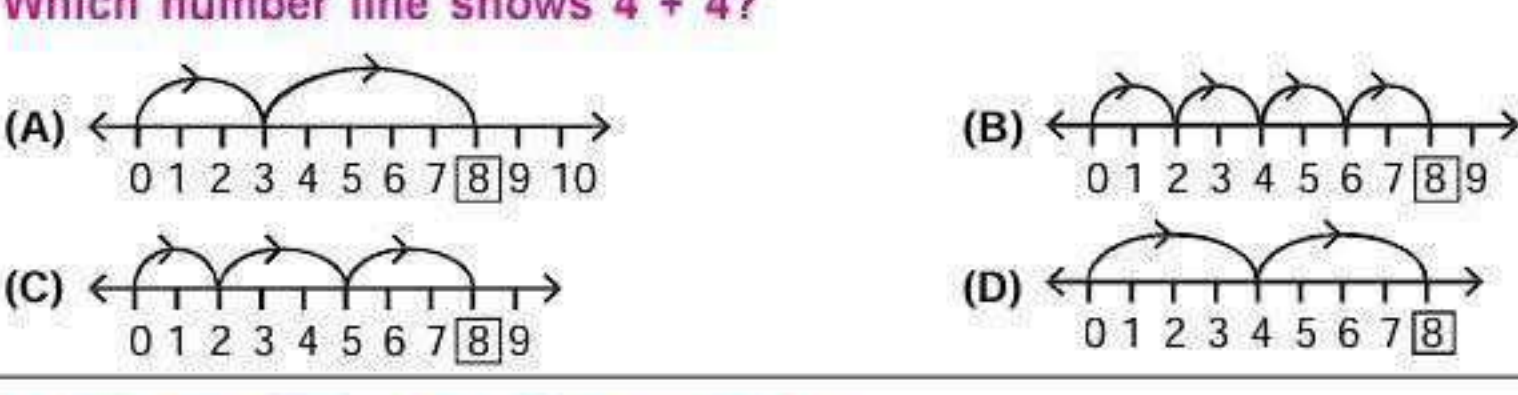 Which number line shows 4 + 4?
(A) 0 1 2 3 4 5 6 7 8 9 10
(B) 0 1 2 3 4 5 6 7 8 9
(C) 0 1 2 3 4 5 6 7 8 9
(D) 0 1 2 3 4 5 6 7 8